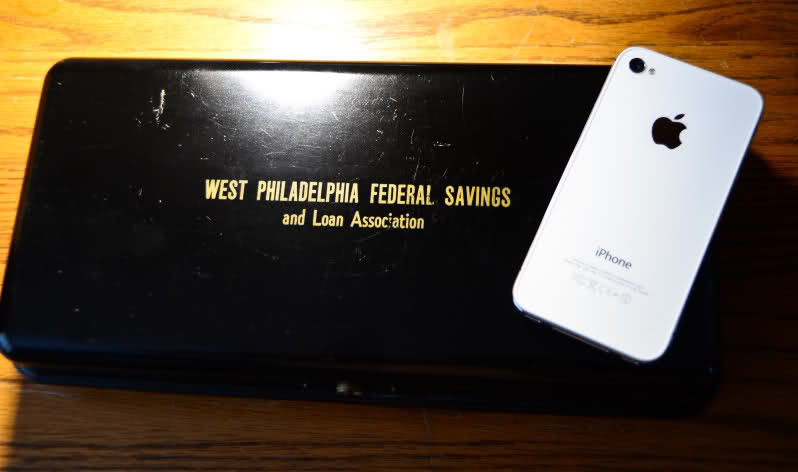 WEST PHILADELPHIA FEDERAL SAVINGS
and Loan Association
iPhone